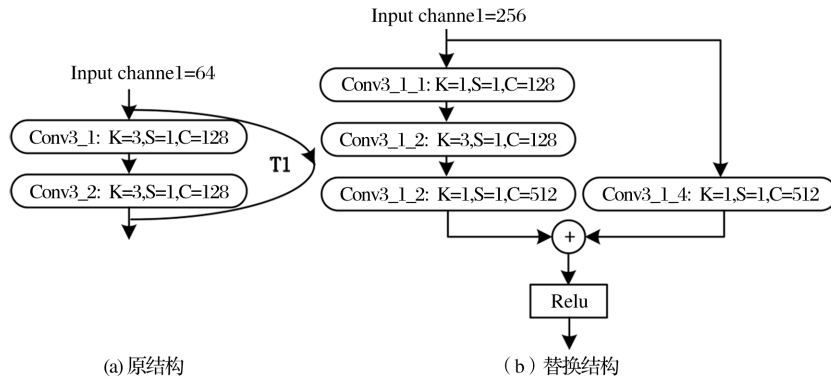 Input channe1=64
Conv3_1: K=3,S=1,C=128
Conv3_2: K=3,S=1,C=128
T1
(a) 原结构
Input channe1=256
Conv3_1_1: K=1,S=1,C=128
Conv3_1_2: K=3,S=1,C=128
Conv3_1_2: K=1,S=1,C=512
Conv3_1_4: K=1,S=1,C=512
+
Relu
（b）替换结构